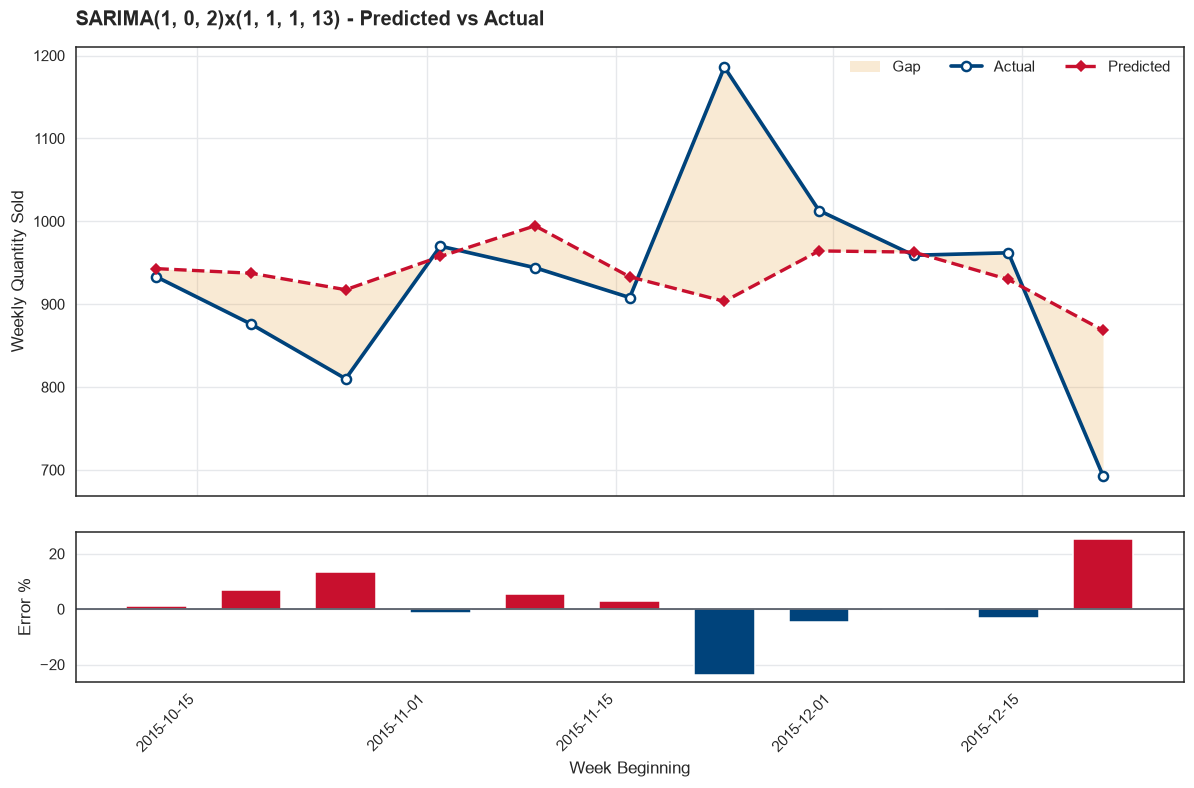 SARIMA(1, 0, 2)x(1, 1, 1, 13) - Predicted vs Actual
Gap Actual Predicted
Weekly Quantity Sold
1200
1100
1000
900
800
700
Error %
20
0
−20
2015-10-15 2015-11-01 2015-11-15 2015-12-01 2015-12-15
Week Beginning